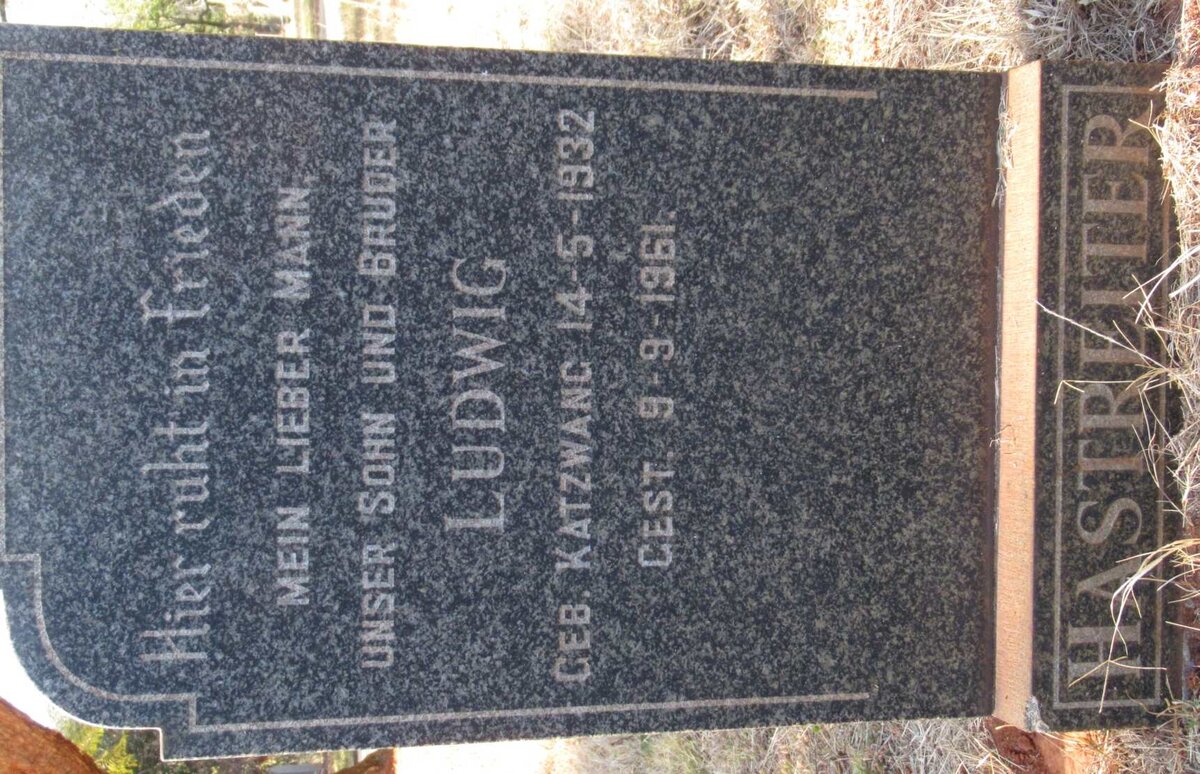 Hier ruht in Frieden
MEIN LIEBER MANN,
UNSER SOHN UND BRUDER
LUDWIG
GEB. KATZWANG 14-5-1932
GEST. 9-9-1961.
HASTREITER